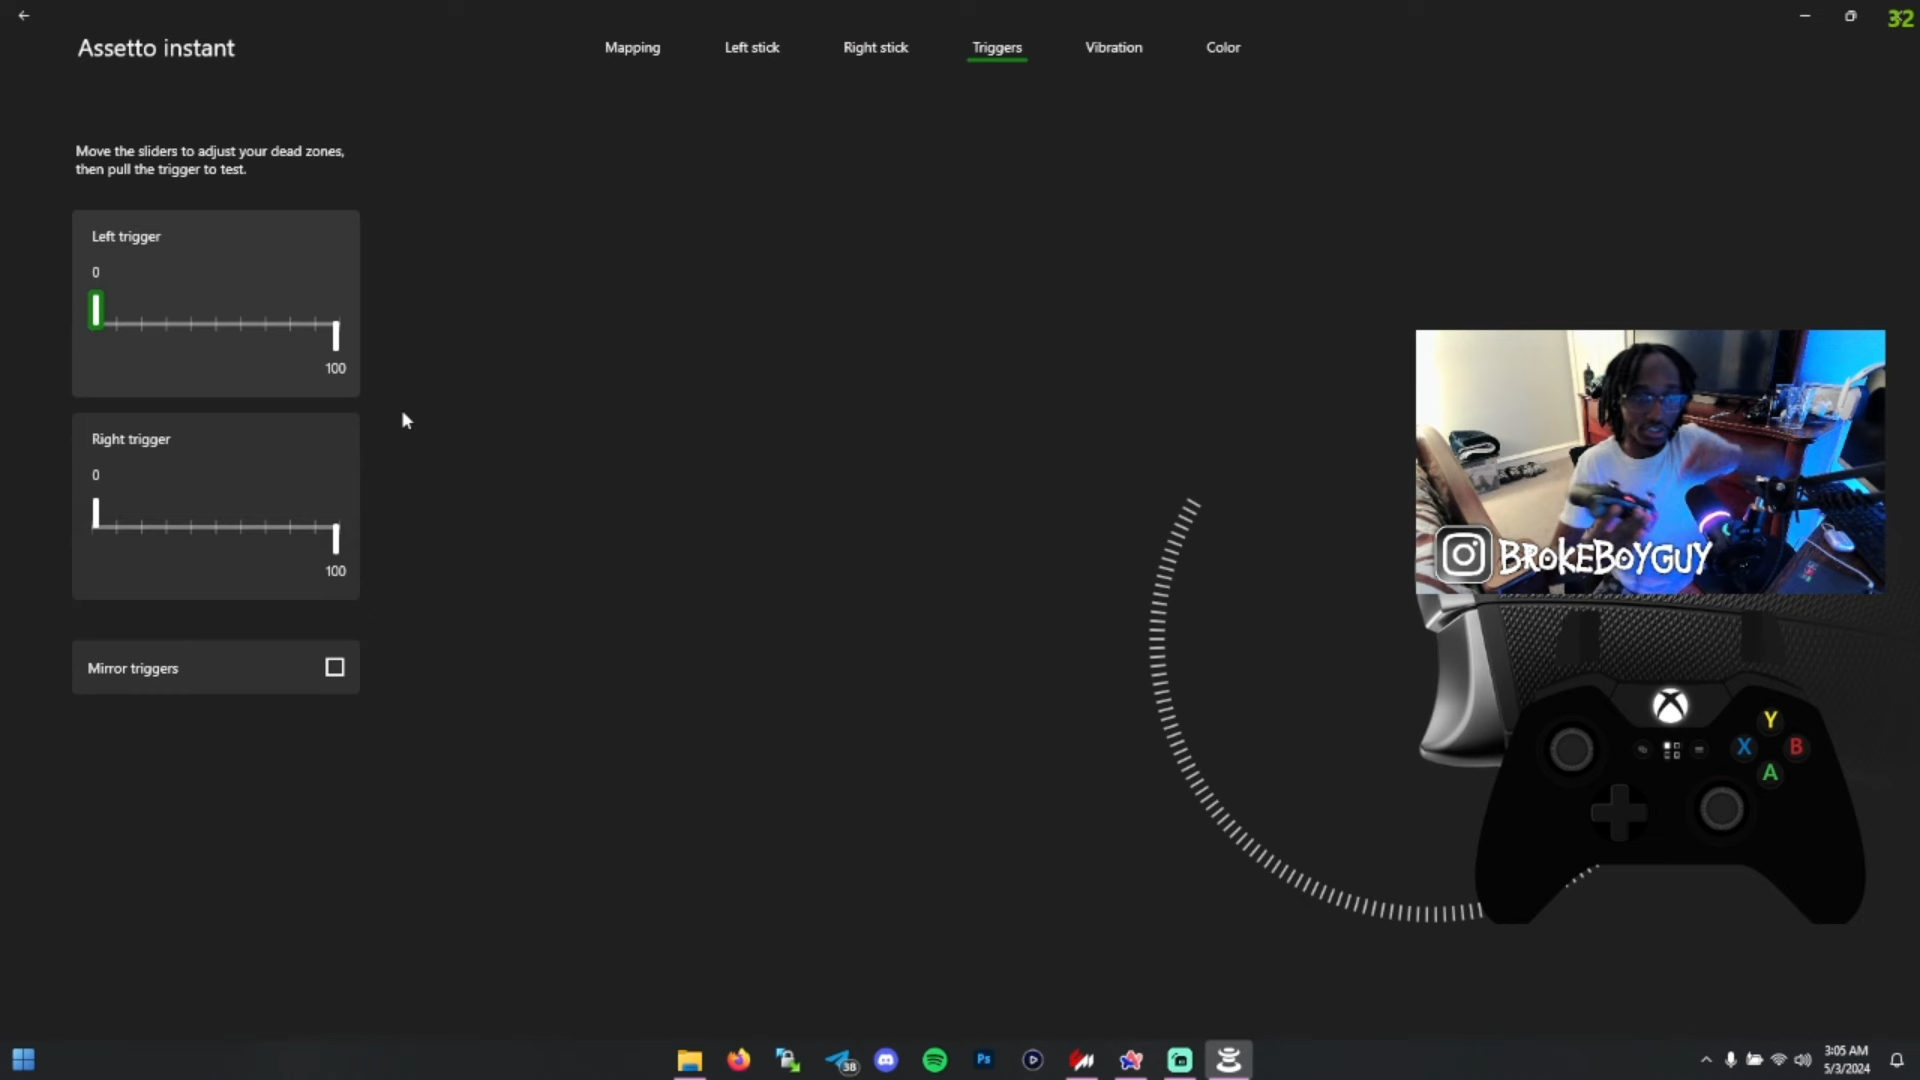 32
Assetto instant
Mapping
Left stick
Right stick
Triggers
Vibration
Color
Move the sliders to adjust your dead zones,
then pull the trigger to test.
Left trigger
0
100
Right trigger
0
100
Mirror triggers
BROKEBOYGUY
Y
X
B
A
38
Ps
3:05 AM
5/3/2024